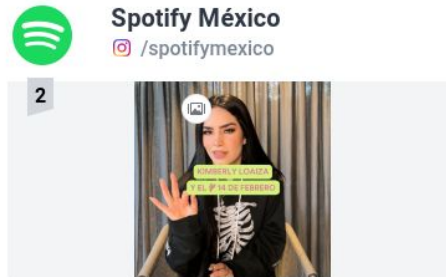 Spotify México
/spotifymexico
2
KIMBERLY LOAIZA
Y EL 14 DE FEBRERO